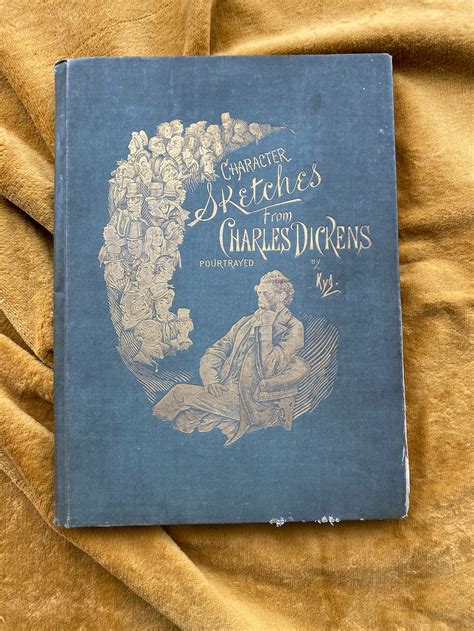 CHARACTER
Sketches
from
CHARLES DICKENS
POURTRAYED BY
Kyd.